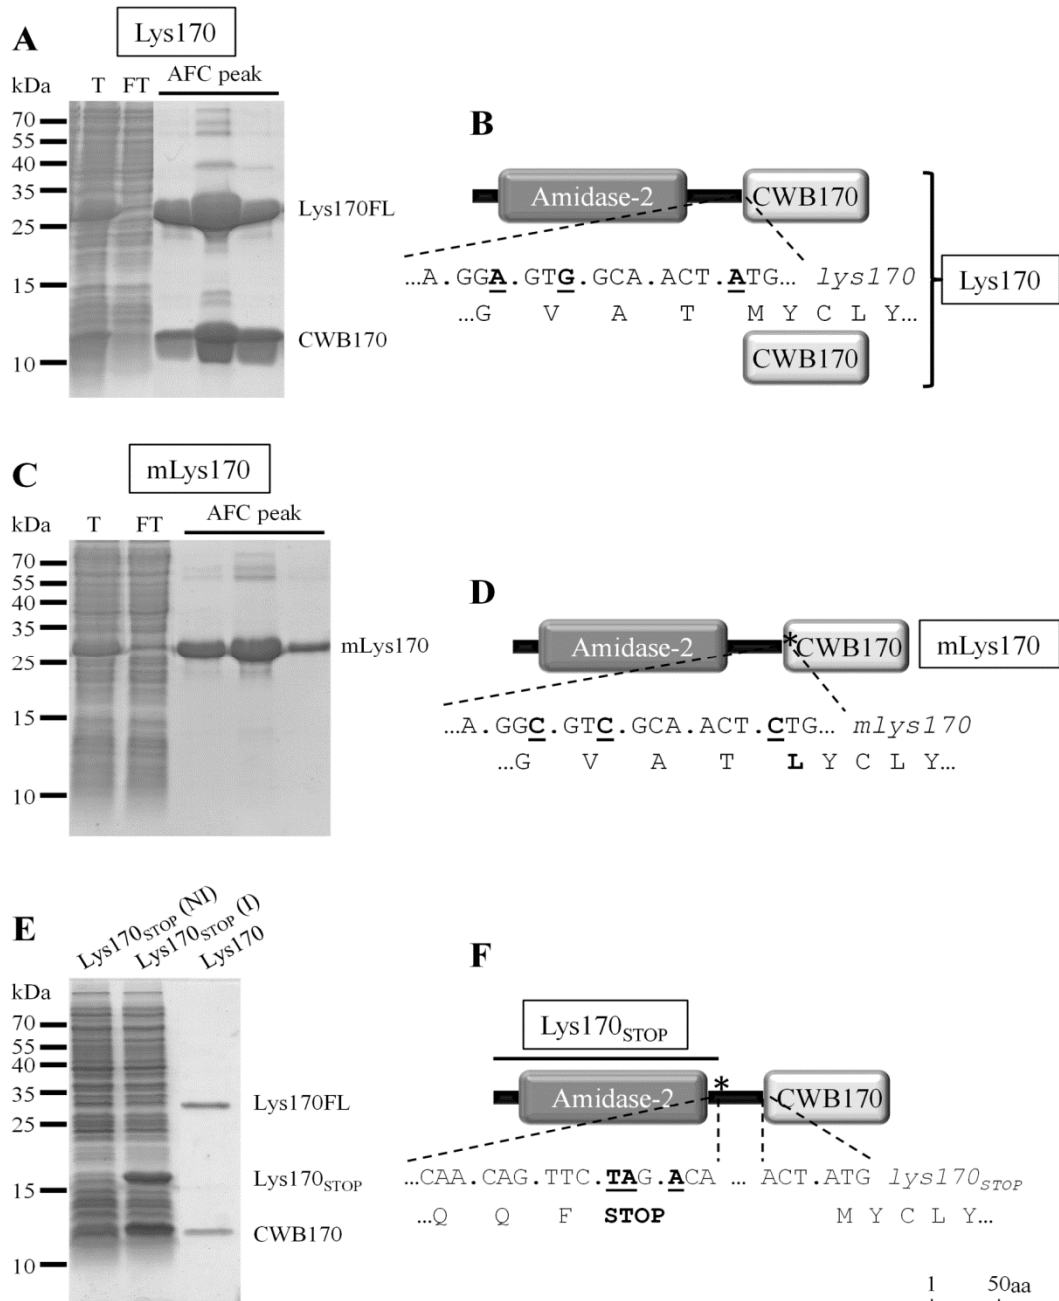 A
Lys170
kDa T FT AFC peak
70
55
40
35
25
15
10
Lys170FL
CWB170
B
Amidase-2 CWB170
...A.GGA.GTG.GCA.ACT.ATG... lys170
...G V A T M Y C L Y...
CWB170
Lys170
C
mLys170
kDa T FT AFC peak
70
55
40
35
25
15
10
mLys170
D
Amidase-2 *CWB170 mLys170
...A.GGC.GTC.GCA.ACT.CTG... mlys170
...G V A T L Y C L Y...
E
Lys170STOP (NI)
Lys170STOP (I)
Lys170
kDa
70
55
40
35
25
15
10
Lys170FL
Lys170STOP
CWB170
F
Lys170STOP
*
Amidase-2 CWB170
...CAA.CAG.TTC.TAG.ACA ... ACT.ATG lys170STOP
...Q Q F STOP M Y C L Y...
1 50aa